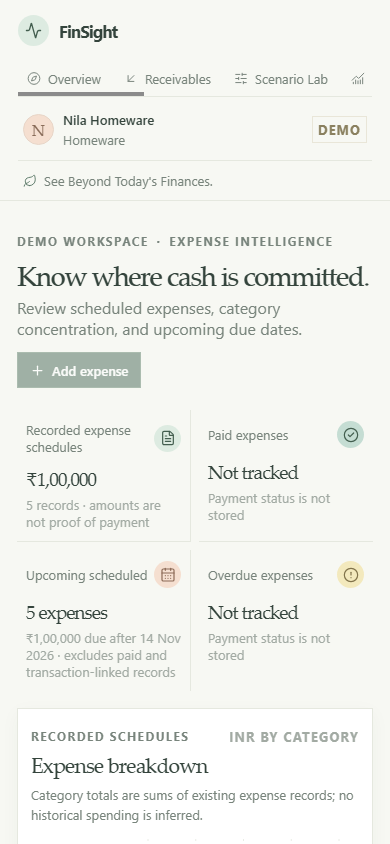 FinSight
Overview Receivables Scenario Lab
N Nila Homeware
Homeware
DEMO
See Beyond Today's Finances.
DEMO WORKSPACE · EXPENSE INTELLIGENCE
Know where cash is committed.
Review scheduled expenses, category
concentration, and upcoming due dates.
+ Add expense
Recorded expense
schedules
₹1,00,000
5 records · amounts are
not proof of payment
Paid expenses
Not tracked
Payment status is not
stored
Upcoming scheduled
5 expenses
₹1,00,000 due after 14 Nov
2026 · excludes paid and
transaction-linked records
Overdue expenses
Not tracked
Payment status is not
stored
RECORDED SCHEDULES
INR BY CATEGORY
Expense breakdown
Category totals are sums of existing expense records; no
historical spending is inferred.